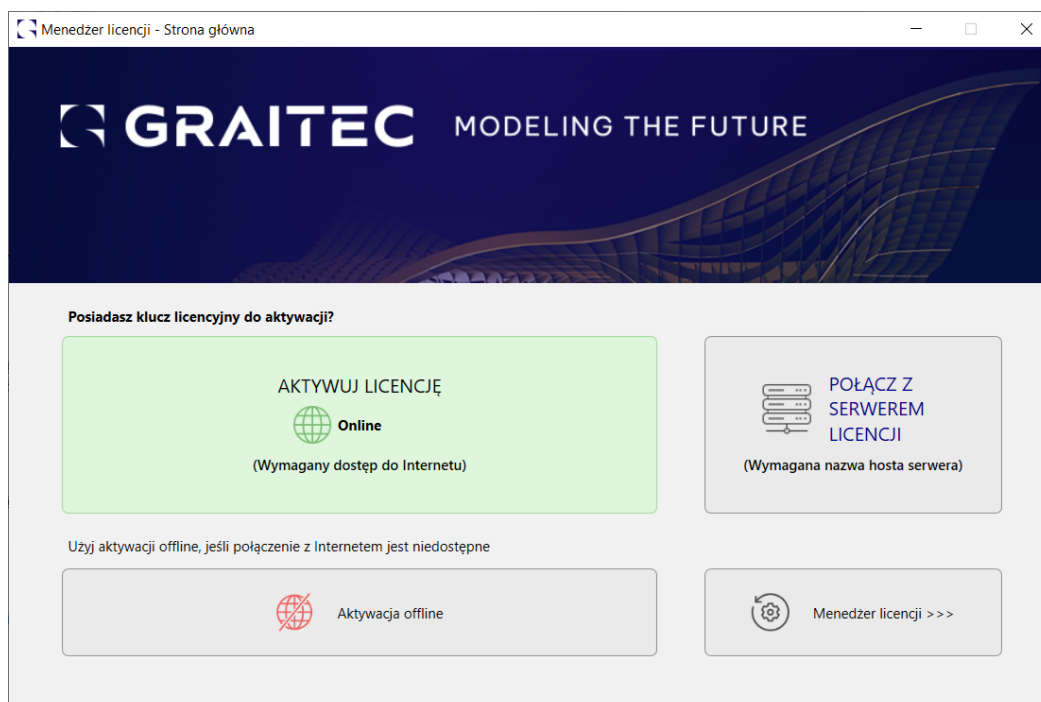 Menedżer licencji - Strona główna
GRAITEC MODELING THE FUTURE
Posiadasz klucz licencyjny do aktywacji?
AKTYWUJ LICENCJĘ
Online
(Wymagany dostęp do Internetu)
POŁĄCZ Z
SERWEREM
LICENCJI
(Wymagana nazwa hosta serwera)
Użyj aktywacji offline, jeśli połączenie z Internetem jest niedostępne
Aktywacja offline
Menedżer licencji >>>